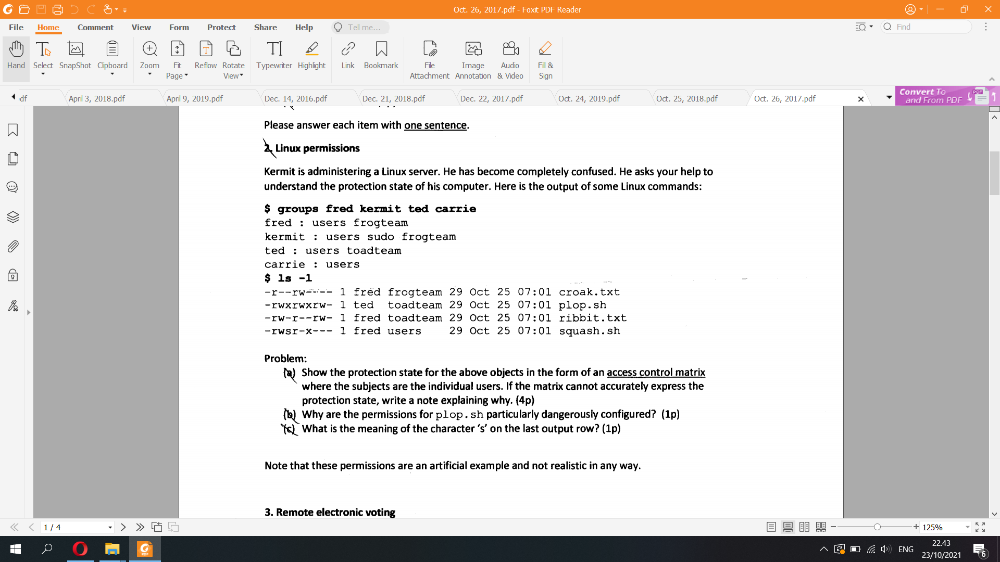 Oct. 26, 2017.pdf - Foxit PDF Reader
File Home Comment View Form Protect Share Help Tell me... Find
Hand Select SnapShot Clipboard Zoom Fit Page Reflow Rotate View Typewriter Highlight Link Bookmark File Attachment Image Annotation Audio & Video Fill & Sign
odf April 3, 2018.pdf April 9, 2019.pdf Dec. 14, 2016.pdf Dec. 21, 2018.pdf Dec. 22, 2017.pdf Oct. 24, 2019.pdf Oct. 25, 2018.pdf Oct. 26, 2017.pdf
Convert To
and From PDF
PDF
Please answer each item with one sentence.
2. Linux permissions
Kermit is administering a Linux server. He has become completely confused. He asks your help to
understand the protection state of his computer. Here is the output of some Linux commands:
$ groups fred kermit ted carrie
fred : users frogteam
kermit : users sudo frogteam
ted : users toadteam
carrie : users
$ ls -l
-r--rw---- 1 fred frogteam 29 Oct 25 07:01 croak.txt
-rwxrwxrw- 1 ted toadteam 29 Oct 25 07:01 plop.sh
-rw-r--rw- 1 fred toadteam 29 Oct 25 07:01 ribbit.txt
-rwsr-x--- 1 fred users 29 Oct 25 07:01 squash.sh
Problem:
(a) Show the protection state for the above objects in the form of an access control matrix
where the subjects are the individual users. If the matrix cannot accurately express the
protection state, write a note explaining why. (4p)
(b) Why are the permissions for plop.sh particularly dangerously configured? (1p)
(c) What is the meaning of the character ‘s’ on the last output row? (1p)
Note that these permissions are an artificial example and not realistic in any way.
3. Remote electronic voting
1 / 4
125%
ENG
22.43
23/10/2021
6